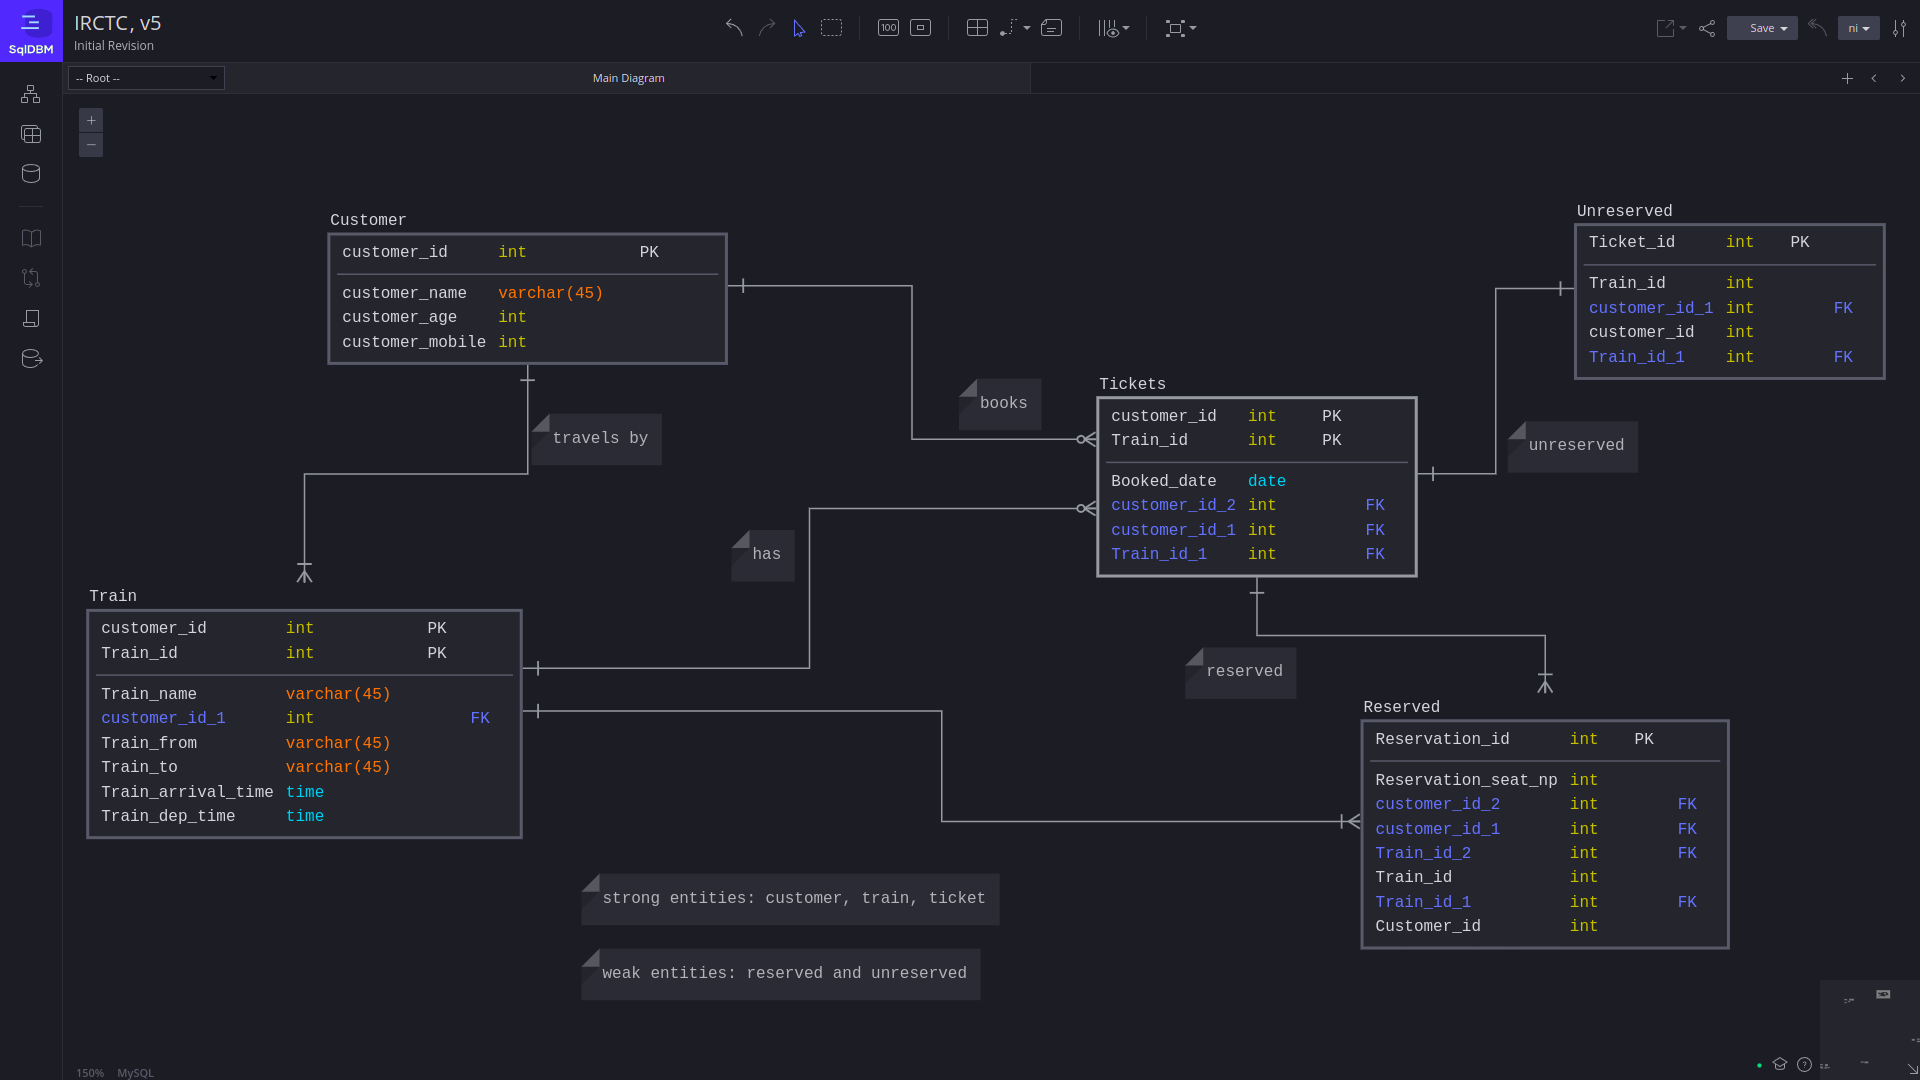 SqlDBM
IRCTC, v5
Initial Revision
100
Save
ni
-- Root --
Main Diagram
+
−
Customer
customer_id int PK
customer_name varchar(45)
customer_age int
customer_mobile int
Unreserved
Ticket_id int PK
Train_id int
customer_id_1 int FK
customer_id int
Train_id_1 int FK
books
travels by
Tickets
customer_id int PK
Train_id int PK
Booked_date date
customer_id_2 int FK
customer_id_1 int FK
Train_id_1 int FK
unreserved
has
Train
customer_id int PK
Train_id int PK
Train_name varchar(45)
customer_id_1 int FK
Train_from varchar(45)
Train_to varchar(45)
Train_arrival_time time
Train_dep_time time
reserved
Reserved
Reservation_id int PK
Reservation_seat_np int
customer_id_2 int FK
customer_id_1 int FK
Train_id_2 int FK
Train_id int
Train_id_1 int FK
Customer_id int
strong entities: customer, train, ticket
weak entities: reserved and unreserved
150% MySQL